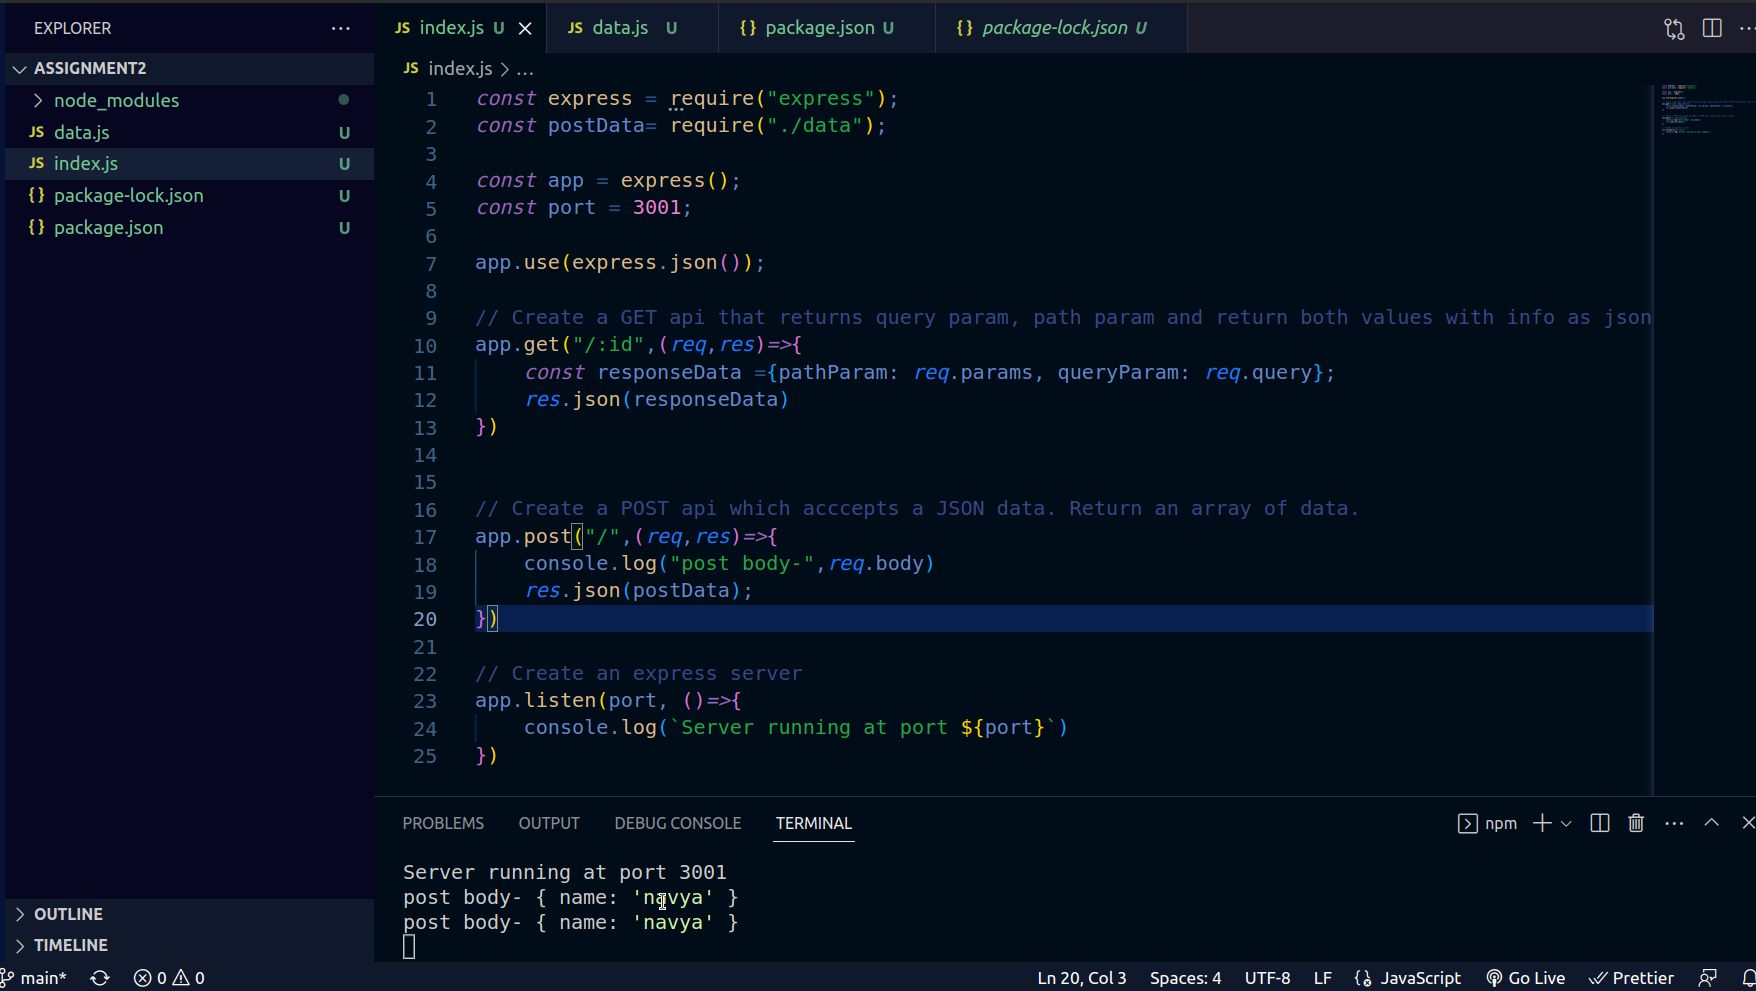 EXPLORER
ASSIGNMENT2
node_modules
JS data.js U
JS index.js U
{} package-lock.json U
{} package.json U
OUTLINE
TIMELINE
JS index.js U
JS data.js U
{} package.json U
{} package-lock.json U
JS index.js > ...
1 const express = require("express");
2 const postData= require("./data");
3
4 const app = express();
5 const port = 3001;
6
7 app.use(express.json());
8
9 // Create a GET api that returns query param, path param and return both values with info as json
10 app.get("/:id",(req,res)=>{
11 const responseData ={pathParam: req.params, queryParam: req.query};
12 res.json(responseData)
13 })
14
15
16 // Create a POST api which acccepts a JSON data. Return an array of data.
17 app.post("/",(req,res)=>{
18 console.log("post body-",req.body)
19 res.json(postData);
20 })
21
22 // Create an express server
23 app.listen(port, ()=>{
24 console.log(`Server running at port ${port}`)
25 })
PROBLEMS OUTPUT DEBUG CONSOLE TERMINAL
npm
Server running at port 3001
post body- { name: 'navya' }
post body- { name: 'navya' }
main* 0 0 Ln 20, Col 3 Spaces: 4 UTF-8 LF {} JavaScript Go Live Prettier